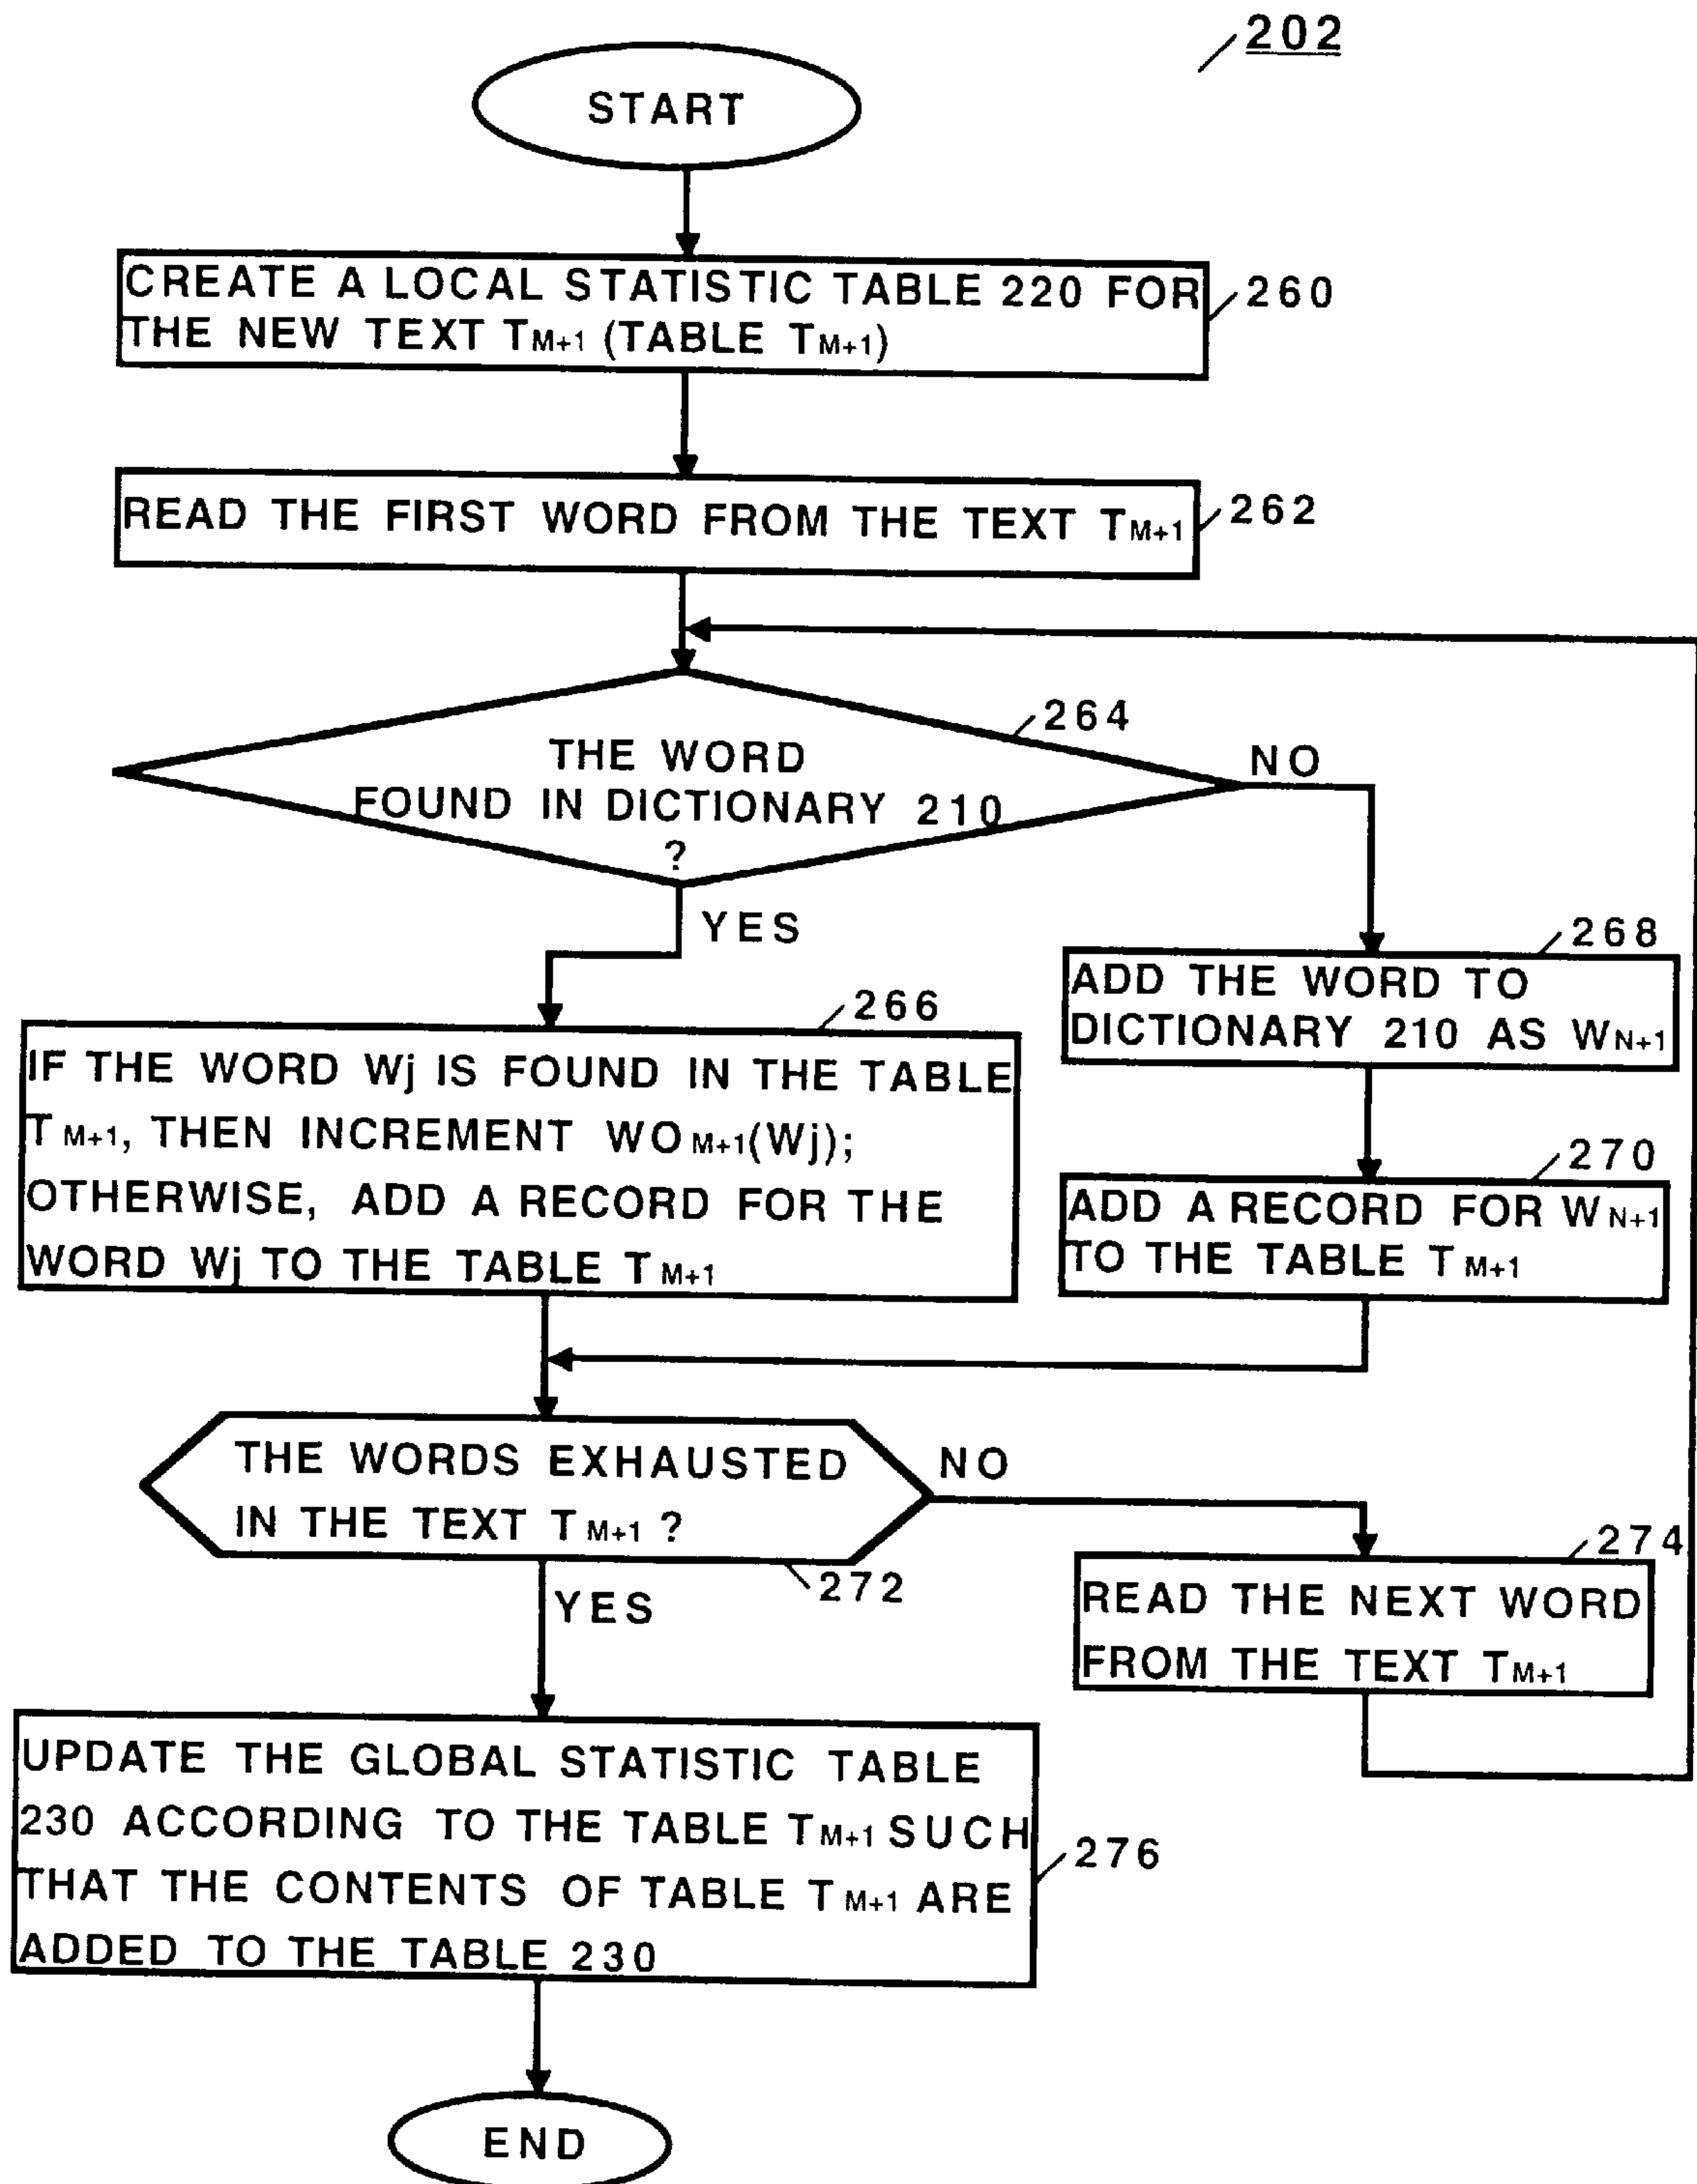 202
START
CREATE A LOCAL STATISTIC TABLE 220 FOR
THE NEW TEXT TM+1 (TABLE TM+1)
260
READ THE FIRST WORD FROM THE TEXT TM+1
262
264
THE WORD
FOUND IN DICTIONARY 210
?
NO
YES
268
ADD THE WORD TO
DICTIONARY 210 AS WN+1
266
IF THE WORD Wj IS FOUND IN THE TABLE
TM+1, THEN INCREMENT WOM+1(Wj);
OTHERWISE, ADD A RECORD FOR THE
WORD Wj TO THE TABLE TM+1
270
ADD A RECORD FOR WN+1
TO THE TABLE TM+1
THE WORDS EXHAUSTED
IN THE TEXT TM+1 ?
NO
272
YES
274
READ THE NEXT WORD
FROM THE TEXT TM+1
UPDATE THE GLOBAL STATISTIC TABLE
230 ACCORDING TO THE TABLE TM+1 SUCH
THAT THE CONTENTS OF TABLE TM+1 ARE
ADDED TO THE TABLE 230
276
END